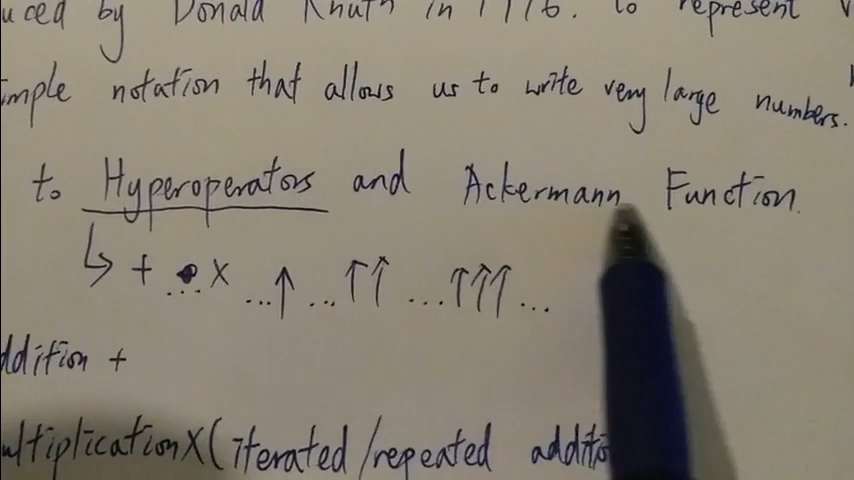 uced by Donald Knuth in 1976. to represent
imple notation that allows us to write very large numbers.
to Hyperoperators and Ackermann Function.
↳ + ... × ...↑ ...↑↑ ...↑↑↑ ...
ddition +
ultiplication × (iterated/repeated additio